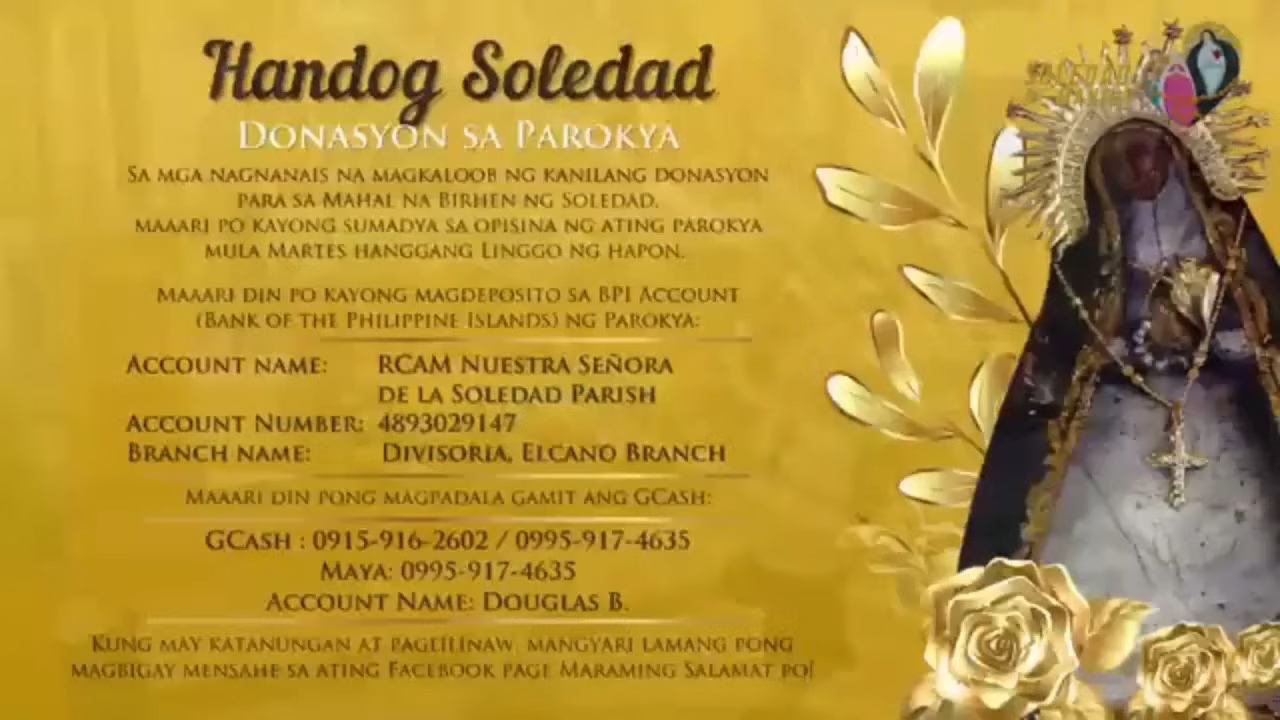 Handog Soledad
DONASYON SA PAROKYA
SA MGA NAGNANAIS NA MAGKALOOB NG KANILANG DONASYON
PARA SA MAHAL NA BIRHEN NG SOLEDAD.
MAAARI PO KAYONG SUMADYA SA OPISINA NG ATING PAROKYA
MULA MARTES HANGGANG LINGGO NG HAPON.
MAAARI DIN PO KAYONG MAGDEPOSITO SA BPI ACCOUNT
(BANK OF THE PHILIPPINE ISLANDS) NG PAROKYA:
ACCOUNT NAME: RCAM NUESTRA SEÑORA
DE LA SOLEDAD PARISH
ACCOUNT NUMBER: 4893029147
BRANCH NAME: DIVISORIA, ELCANO BRANCH
MAAARI DIN PONG MAGPADALA GAMIT ANG GCASH:
GCASH : 0915-916-2602 / 0995-917-4635
MAYA: 0995-917-4635
ACCOUNT NAME: DOUGLAS B.
KUNG MAY KATANUNGAN AT PAGLILINAW, MANGYARI LAMANG PONG
MAGBIGAY MENSAHE SA ATING FACEBOOK PAGE MARAMING SALAMAT PO!